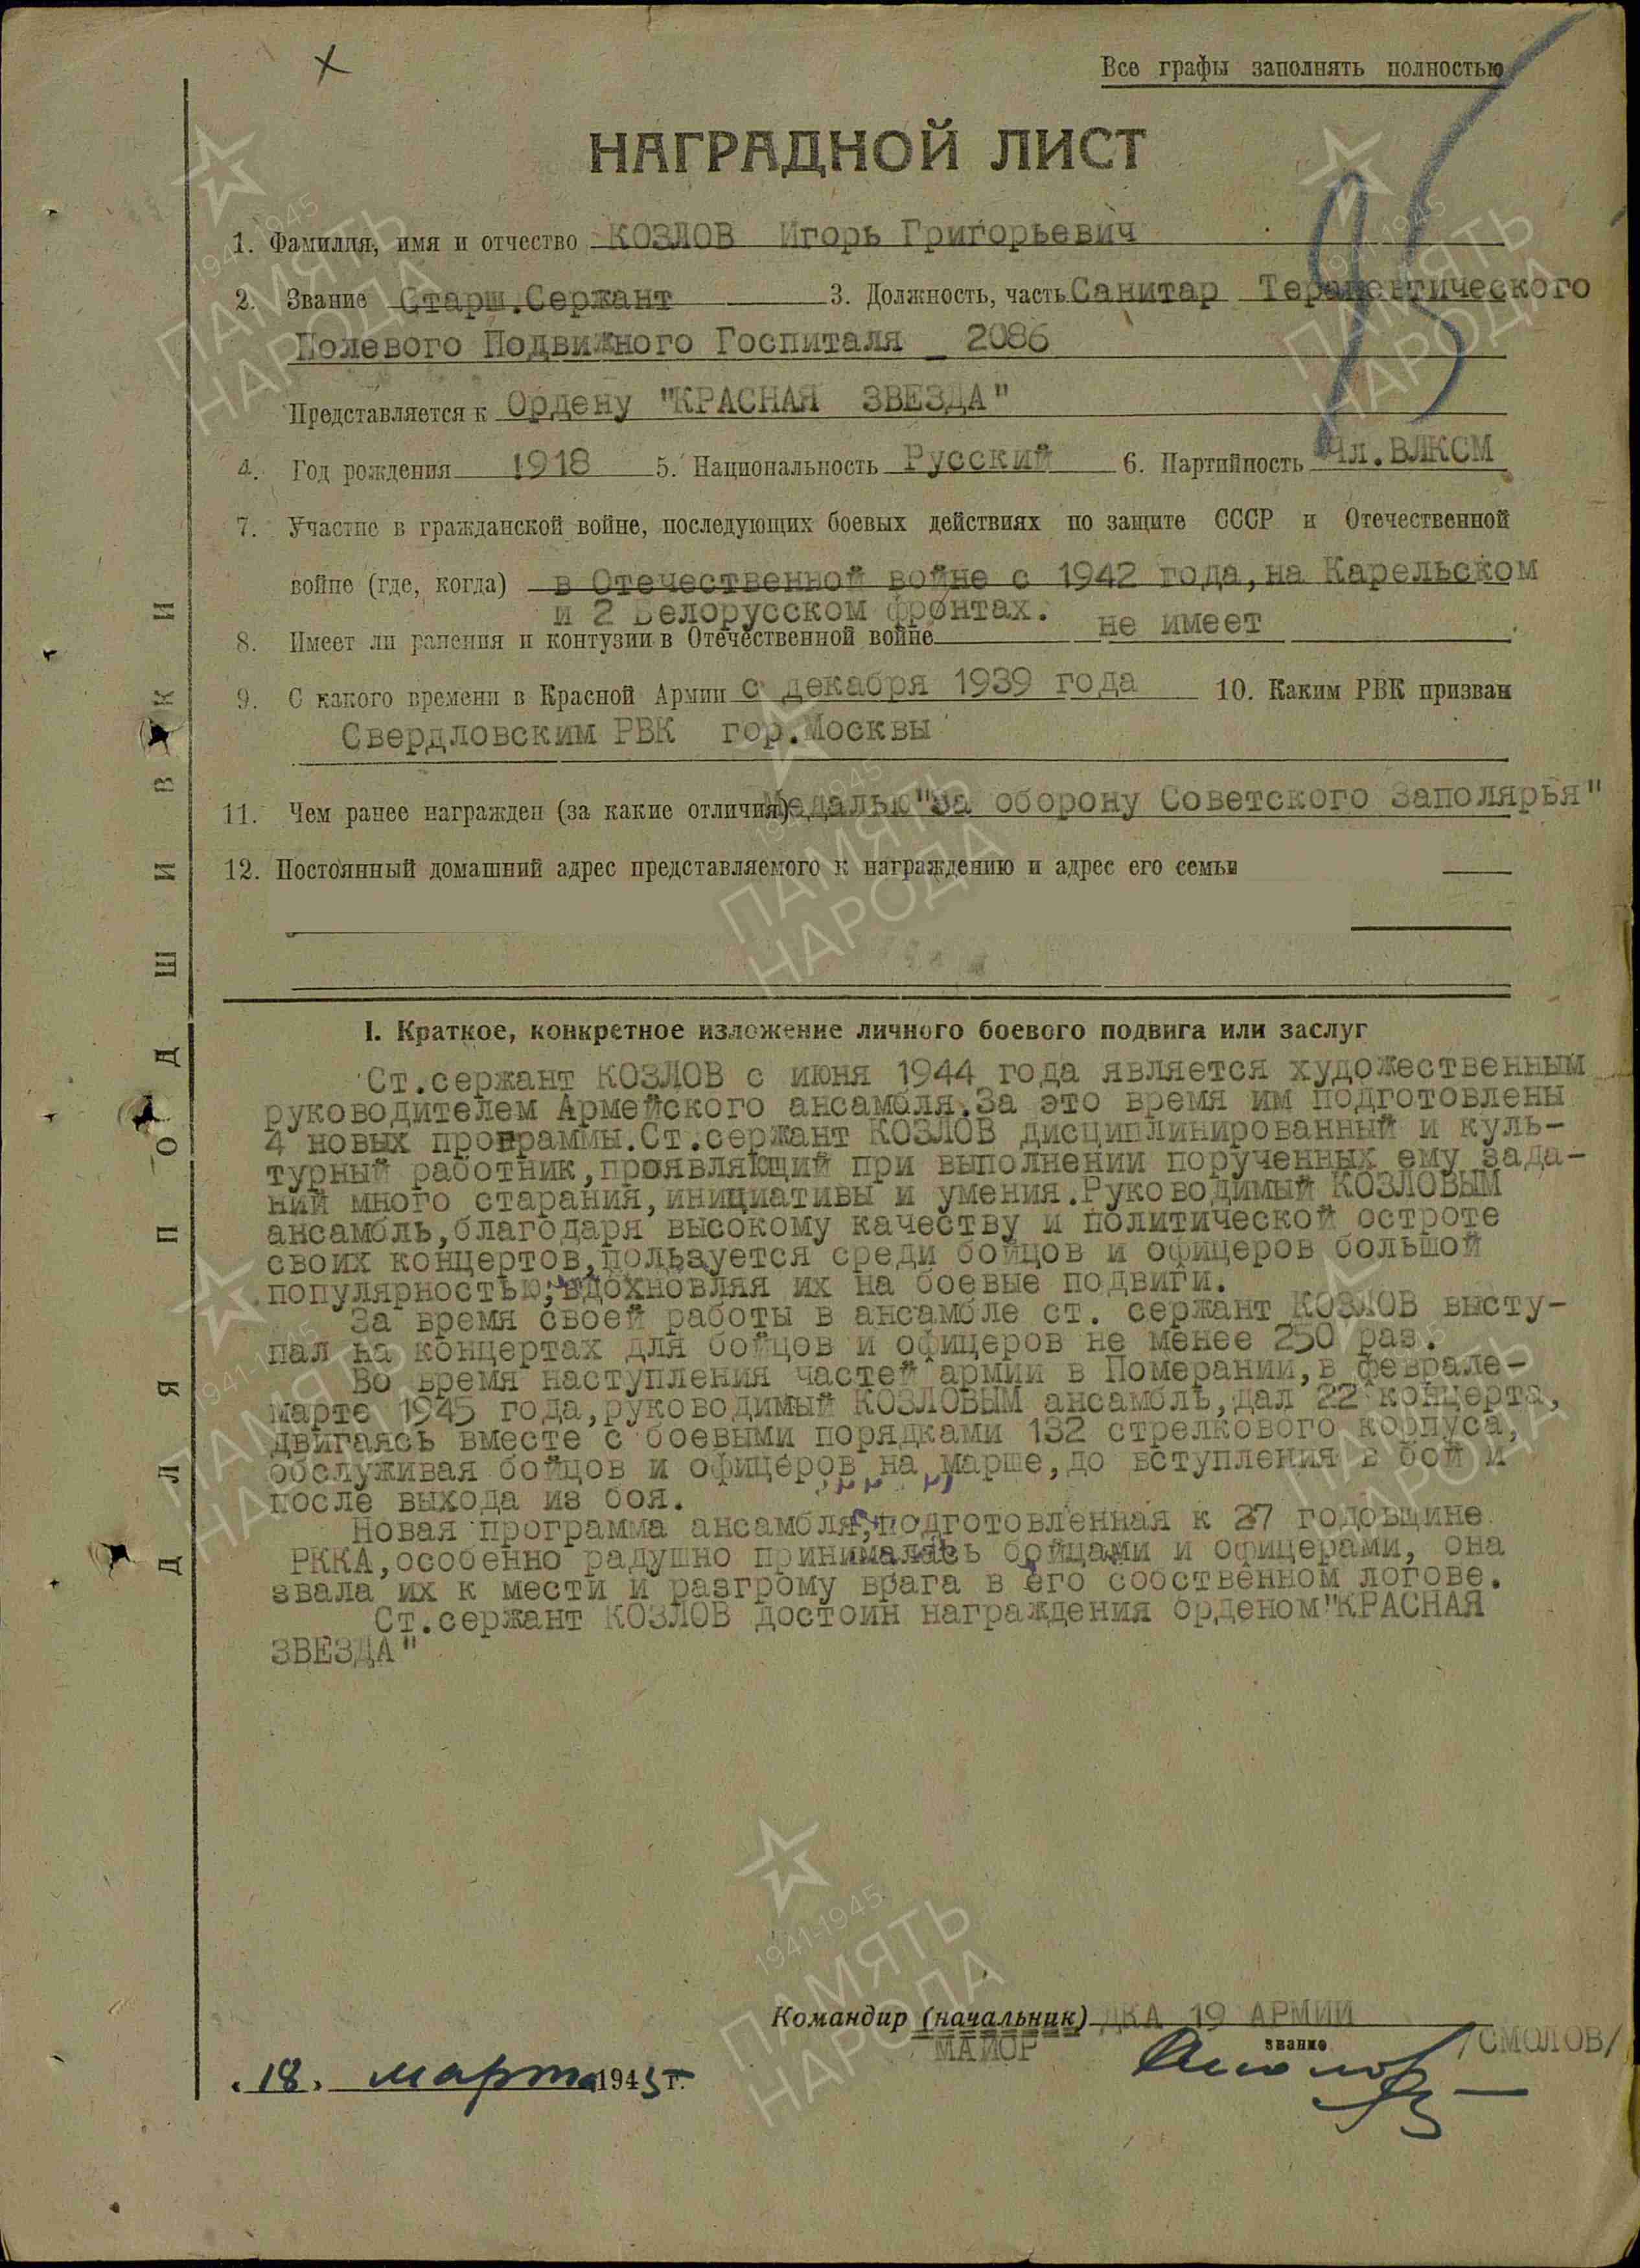 Все графы заполнять полностью
НАГРАДНОЙ ЛИСТ
1. Фамилия, имя и отчество КОЗЛОВ Игорь Григорьевич
2. Звание Старш.Сержант 3. Должность, часть Санитар Терапевтического
Полевого Подвижного Госпиталя _ 2086
Представляется к Ордену "КРАСНАЯ ЗВЕЗДА"
4. Год рождения 1918 5. Национальность Русский 6. Партийность Чл.ВЛКСМ
7. Участие в гражданской войне, последующих боевых действиях по защите СССР и Отечественной
войне (где, когда) в Отечественной войне с 1942 года, на Карельском
и 2 Белорусском фронтах.
8. Имеет ли ранения и контузии в Отечественной войне не имеет
9. С какого времени в Красной Армии с декабря 1939 года 10. Каким РВК призван
Свердловским РВК гор.Москвы
11. Чем ранее награжден (за какие отличия) Медалью "За оборону Советского Заполярья"
12. Постоянный домашний адрес представляемого к награждению и адрес его семьи
I. Краткое, конкретное изложение личного боевого подвига или заслуг
Ст.сержант КОЗЛОВ с июня 1944 года является художественным
руководителем Армейского ансамбля.За это время им подготовлены
4 новых программы.Ст.сержант КОЗЛОВ дисциплинированный и куль-
турный работник,проявляющий при выполнении порученных ему зада-
ний много старания,инициативы и умения.Руководимый КОЗЛОВЫМ
ансамбль,благодаря высокому качеству и политической остроте
своих концертов,пользуется среди бойцов и офицеров большой
популярностью, вдохновляя их на боевые подвиги.
За время своей работы в ансамбле ст. сержант КОЗЛОВ высту-
пал на концертах для бойцов и офицеров не менее 250 раз.
Во время наступления частей армии в Померании,в феврале-
марте 1945 года,руководимый КОЗЛОВЫМ ансамбль,дал 22 концерта,
двигаясь вместе с боевыми порядками 132 стрелкового корпуса,
обслуживая бойцов и офицеров на марше,до вступления в бой и
после выхода из боя.
Новая программа ансамбля, подготовленная к 27 годовщине
РККА,особенно радушно принималась бойцами и офицерами, она
звала их к мести и разгрому врага в его собственном логове.
Ст.сержант КОЗЛОВ достоин награждения орденом"КРАСНАЯ
ЗВЕЗДА"
Командир (начальник) ДКА 19 АРМИИ
звание
МАЙОР /СМОЛОВ/
„18„ марта 1945 г.
ДЛЯ ПОДШИВКИ
1941-1945
ПАМЯТЬ
НАРОДА